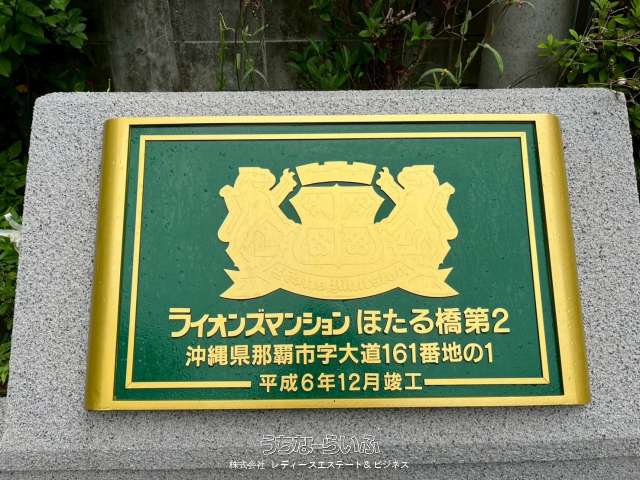 ライオンズマンション ほたる橋第2
沖縄県那覇市字大道161番地の1
平成6年12月竣工
うちなーらいふ
株式会社 レディースエステート&ビジネス